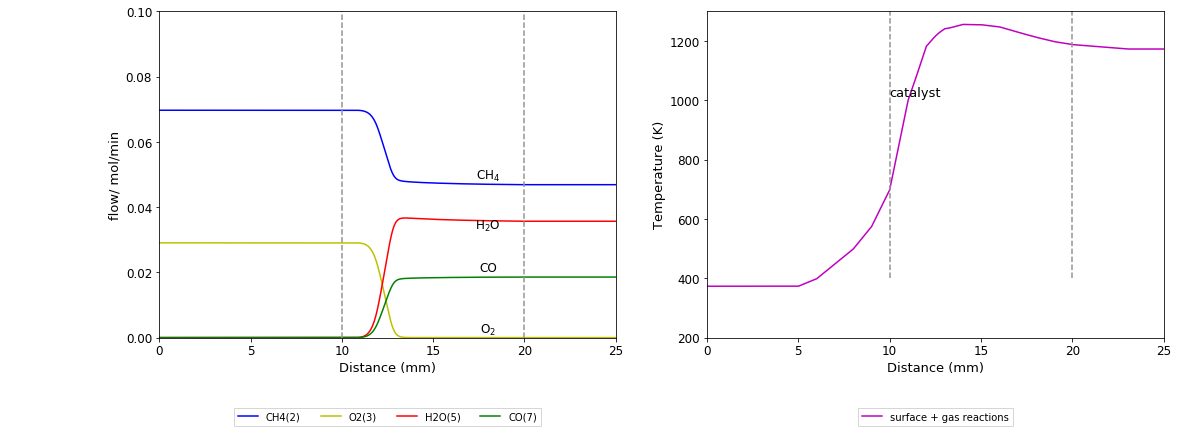 0.10
0.08
0.06
0.04
0.02
0.00
flow/ mol/min
CH₄
H₂O
CO
O₂
0 5 10 15 20 25
Distance (mm)
CH4(2) O2(3) H2O(5) CO(7)
1200
1000
800
600
400
200
Temperature (K)
catalyst
0 5 10 15 20 25
Distance (mm)
surface + gas reactions